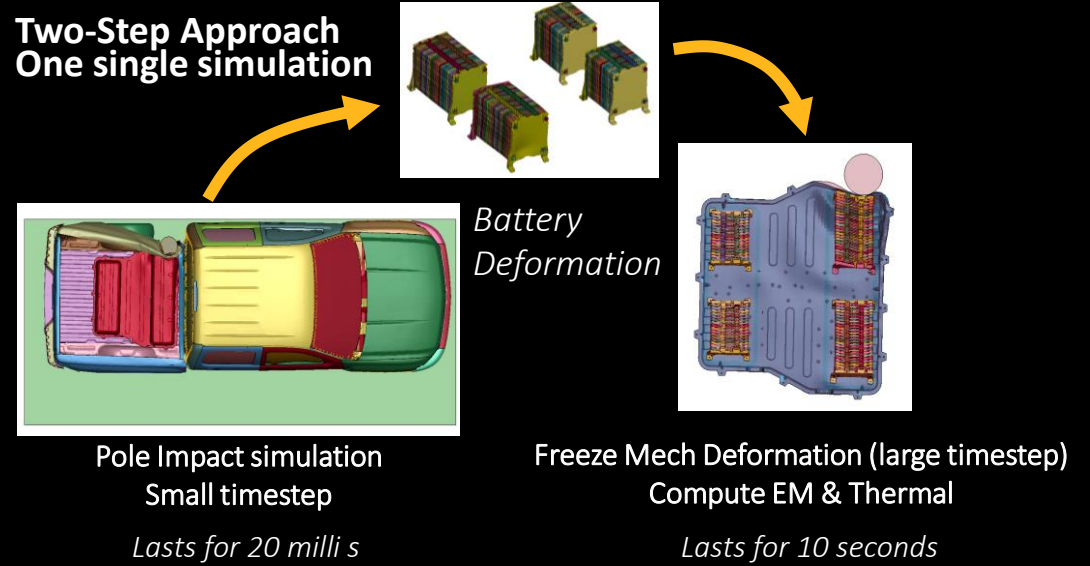 Two-Step Approach
One single simulation
Battery
Deformation
Pole Impact simulation
Small timestep
Lasts for 20 milli s
Freeze Mech Deformation (large timestep)
Compute EM & Thermal
Lasts for 10 seconds